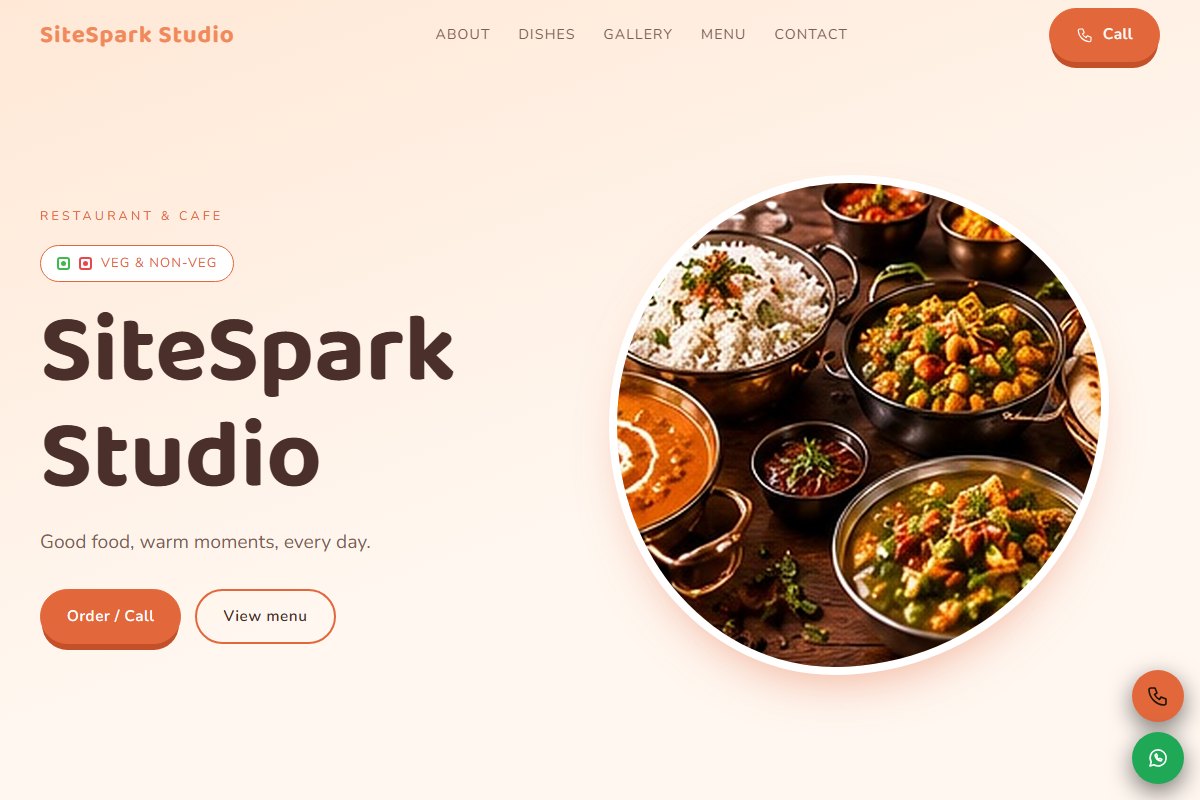 SiteSpark Studio
ABOUT
DISHES
GALLERY
MENU
CONTACT
Call
RESTAURANT & CAFE
VEG & NON-VEG
SiteSpark
Studio
Good food, warm moments, every day.
Order / Call
View menu